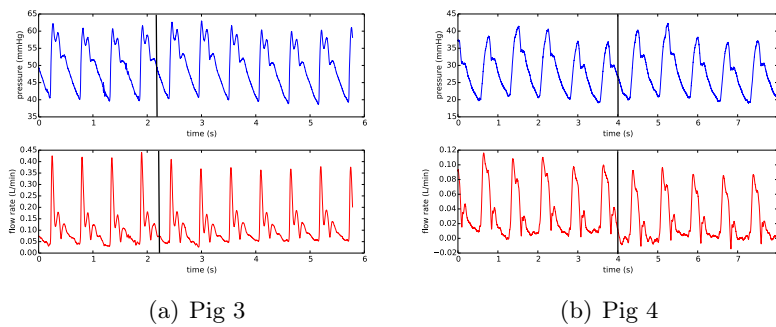 65
60
55
50
45
40
35
pressure (mmHg)
0 1 2 3 4 5 6
time (s)
0.45
0.40
0.35
0.30
0.25
0.20
0.15
0.10
0.05
0.00
flow rate (L/min)
0 1 2 3 4 5 6
time (s)
(a) Pig 3
45
40
35
30
25
20
15
pressure (mmHg)
0 1 2 3 4 5 6 7
time (s)
0.12
0.10
0.08
0.06
0.04
0.02
0.00
−0.02
flow rate (L/min)
0 1 2 3 4 5 6 7
time (s)
(b) Pig 4